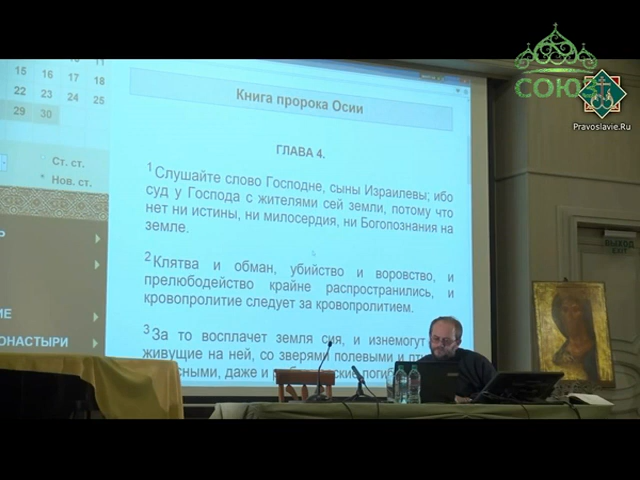 СОЮЗ
Pravoslavie.Ru
10 11
15 16 17 18
22 23 24 25
29 30
Ст. ст.
Нов. ст.
Книга пророка Осии
ГЛАВА 4.
1 Слушайте слово Господне, сыны Израилевы; ибо
суд у Господа с жителями сей земли, потому что
нет ни истины, ни милосердия, ни Богопознания на
земле.
2 Клятва и обман, убийство и воровство, и
прелюбодейство крайне распространились, и
кровопролитие следует за кровопролитием.
3 За то восплачет земля сия, и изнемогут
живущие на ней, со зверями полевыми и
даже и
ВЫХОД
EXIT